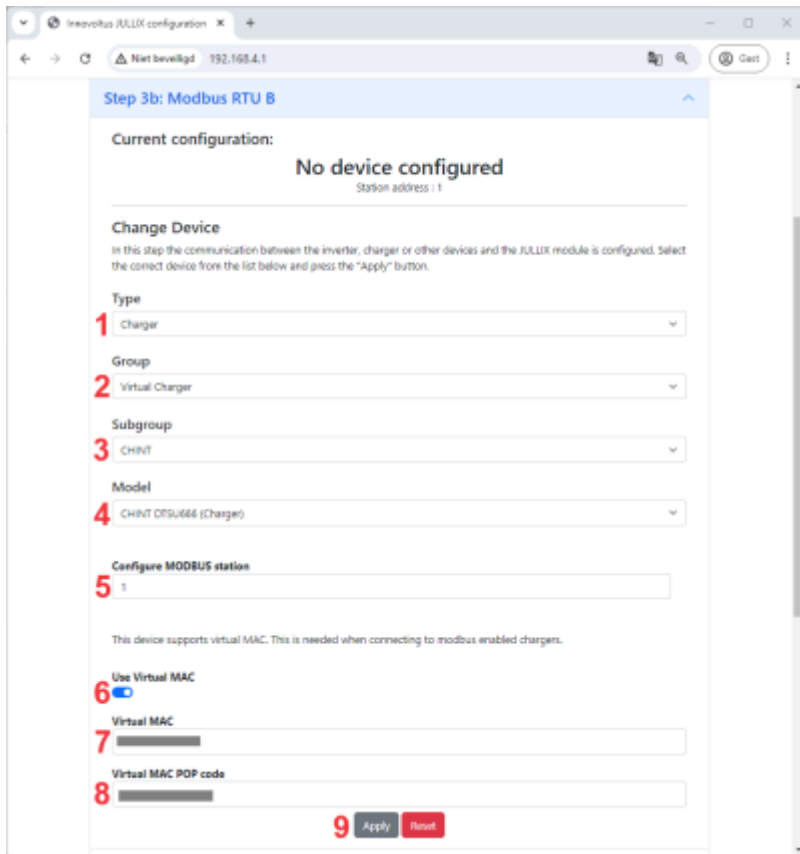 Innovoltus JULLIX configuration
Niet beveiligd 192.168.4.1
Gast
Step 3b: Modbus RTU B
Current configuration:
No device configured
Station address : 1
Change Device
In this step the communication between the inverter, charger or other devices and the JULLIX module is configured. Select
the correct device from the list below and press the "Apply" button.
Type
1 Charger
Group
2 Virtual Charger
Subgroup
3 CHINT
Model
4 CHINT DTSU666 (Charger)
Configure MODBUS station
5 1
This device supports virtual MAC. This is needed when connecting to modbus enabled chargers.
Use Virtual MAC
6
Virtual MAC
7
Virtual MAC POP code
8
9 Apply Reset